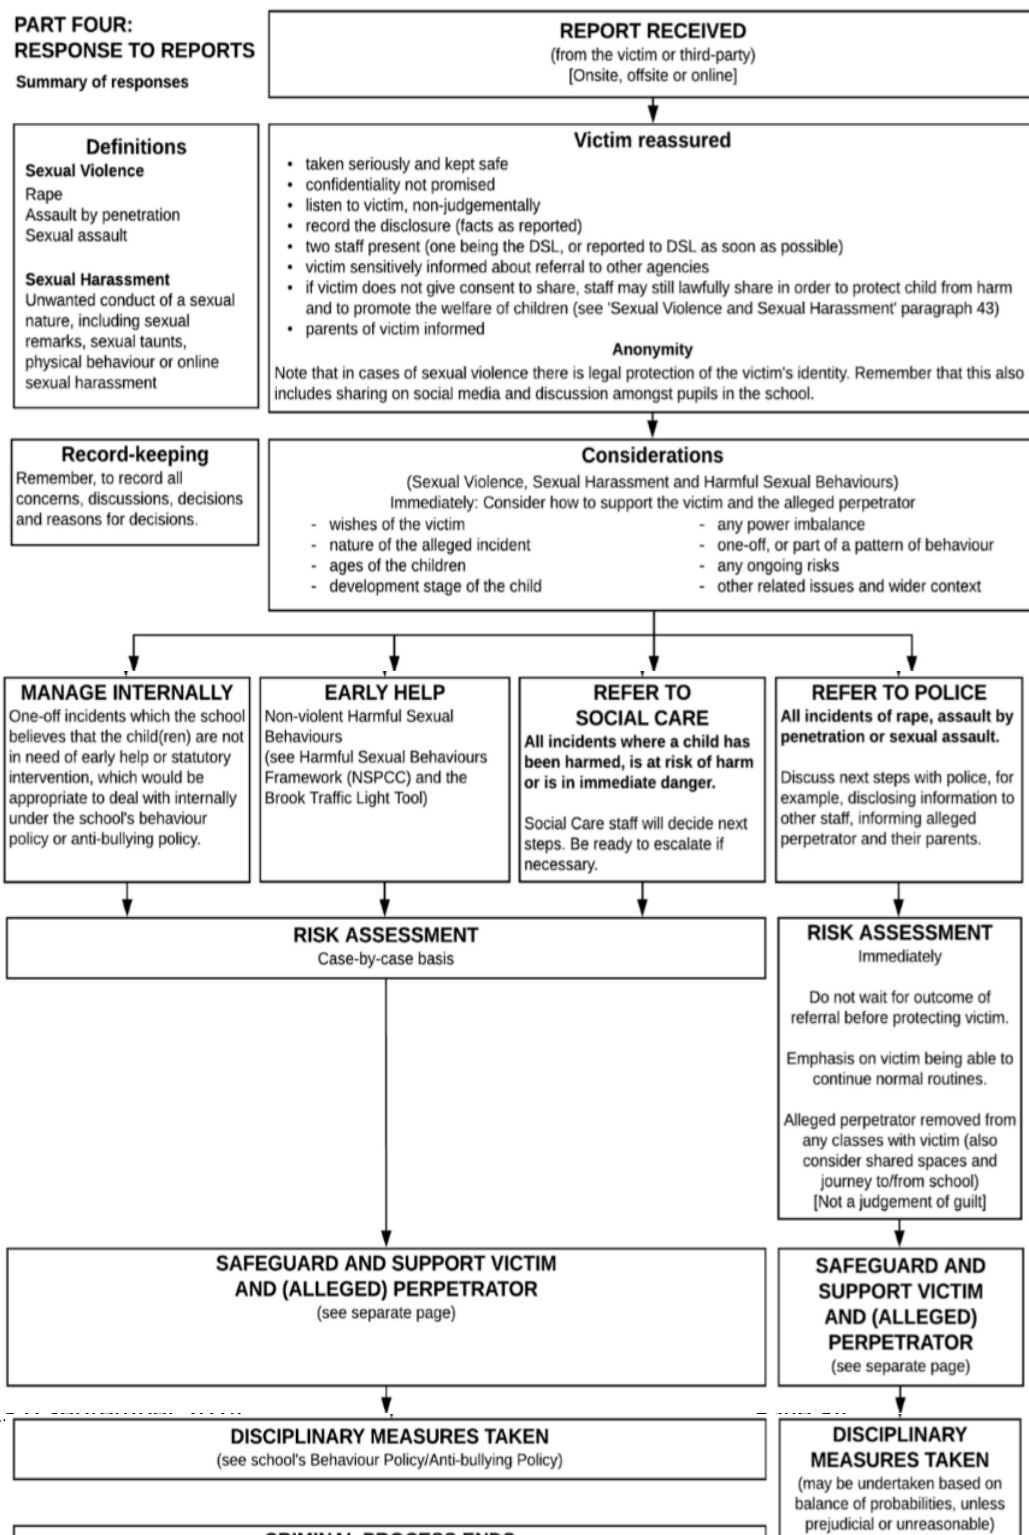 PART FOUR:
RESPONSE TO REPORTS
Summary of responses
REPORT RECEIVED
(from the victim or third-party)
[Onsite, offsite or online]
Definitions
Sexual Violence
Rape
Assault by penetration
Sexual assault
Sexual Harassment
Unwanted conduct of a sexual
nature, including sexual
remarks, sexual taunts,
physical behaviour or online
sexual harassment
Victim reassured
• taken seriously and kept safe
• confidentiality not promised
• listen to victim, non-judgementally
• record the disclosure (facts as reported)
• two staff present (one being the DSL, or reported to DSL as soon as possible)
• victim sensitively informed about referral to other agencies
• if victim does not give consent to share, staff may still lawfully share in order to protect child from harm
and to promote the welfare of children (see 'Sexual Violence and Sexual Harassment' paragraph 43)
• parents of victim informed
Anonymity
Note that in cases of sexual violence there is legal protection of the victim's identity. Remember that this also
includes sharing on social media and discussion amongst pupils in the school.
Record-keeping
Remember, to record all
concerns, discussions, decisions
and reasons for decisions.
Considerations
(Sexual Violence, Sexual Harassment and Harmful Sexual Behaviours)
Immediately: Consider how to support the victim and the alleged perpetrator
- wishes of the victim
- nature of the alleged incident
- ages of the children
- development stage of the child
- any power imbalance
- one-off, or part of a pattern of behaviour
- any ongoing risks
- other related issues and wider context
MANAGE INTERNALLY
One-off incidents which the school
believes that the child(ren) are not
in need of early help or statutory
intervention, which would be
appropriate to deal with internally
under the school's behaviour
policy or anti-bullying policy.
EARLY HELP
Non-violent Harmful Sexual
Behaviours
(see Harmful Sexual Behaviours
Framework (NSPCC) and the
Brook Traffic Light Tool)
REFER TO
SOCIAL CARE
All incidents where a child has
been harmed, is at risk of harm
or is in immediate danger.
Social Care staff will decide next
steps. Be ready to escalate if
necessary.
REFER TO POLICE
All incidents of rape, assault by
penetration or sexual assault.
Discuss next steps with police, for
example, disclosing information to
other staff, informing alleged
perpetrator and their parents.
RISK ASSESSMENT
Case-by-case basis
RISK ASSESSMENT
Immediately
Do not wait for outcome of
referral before protecting victim.
Emphasis on victim being able to
continue normal routines.
Alleged perpetrator removed from
any classes with victim (also
consider shared spaces and
journey to/from school)
[Not a judgement of guilt]
SAFEGUARD AND SUPPORT VICTIM
AND (ALLEGED) PERPETRATOR
(see separate page)
SAFEGUARD AND
SUPPORT VICTIM
AND (ALLEGED)
PERPETRATOR
(see separate page)
DISCIPLINARY MEASURES TAKEN
(see school's Behaviour Policy/Anti-bullying Policy)
DISCIPLINARY
MEASURES TAKEN
(may be undertaken based on
balance of probabilities, unless
prejudicial or unreasonable)